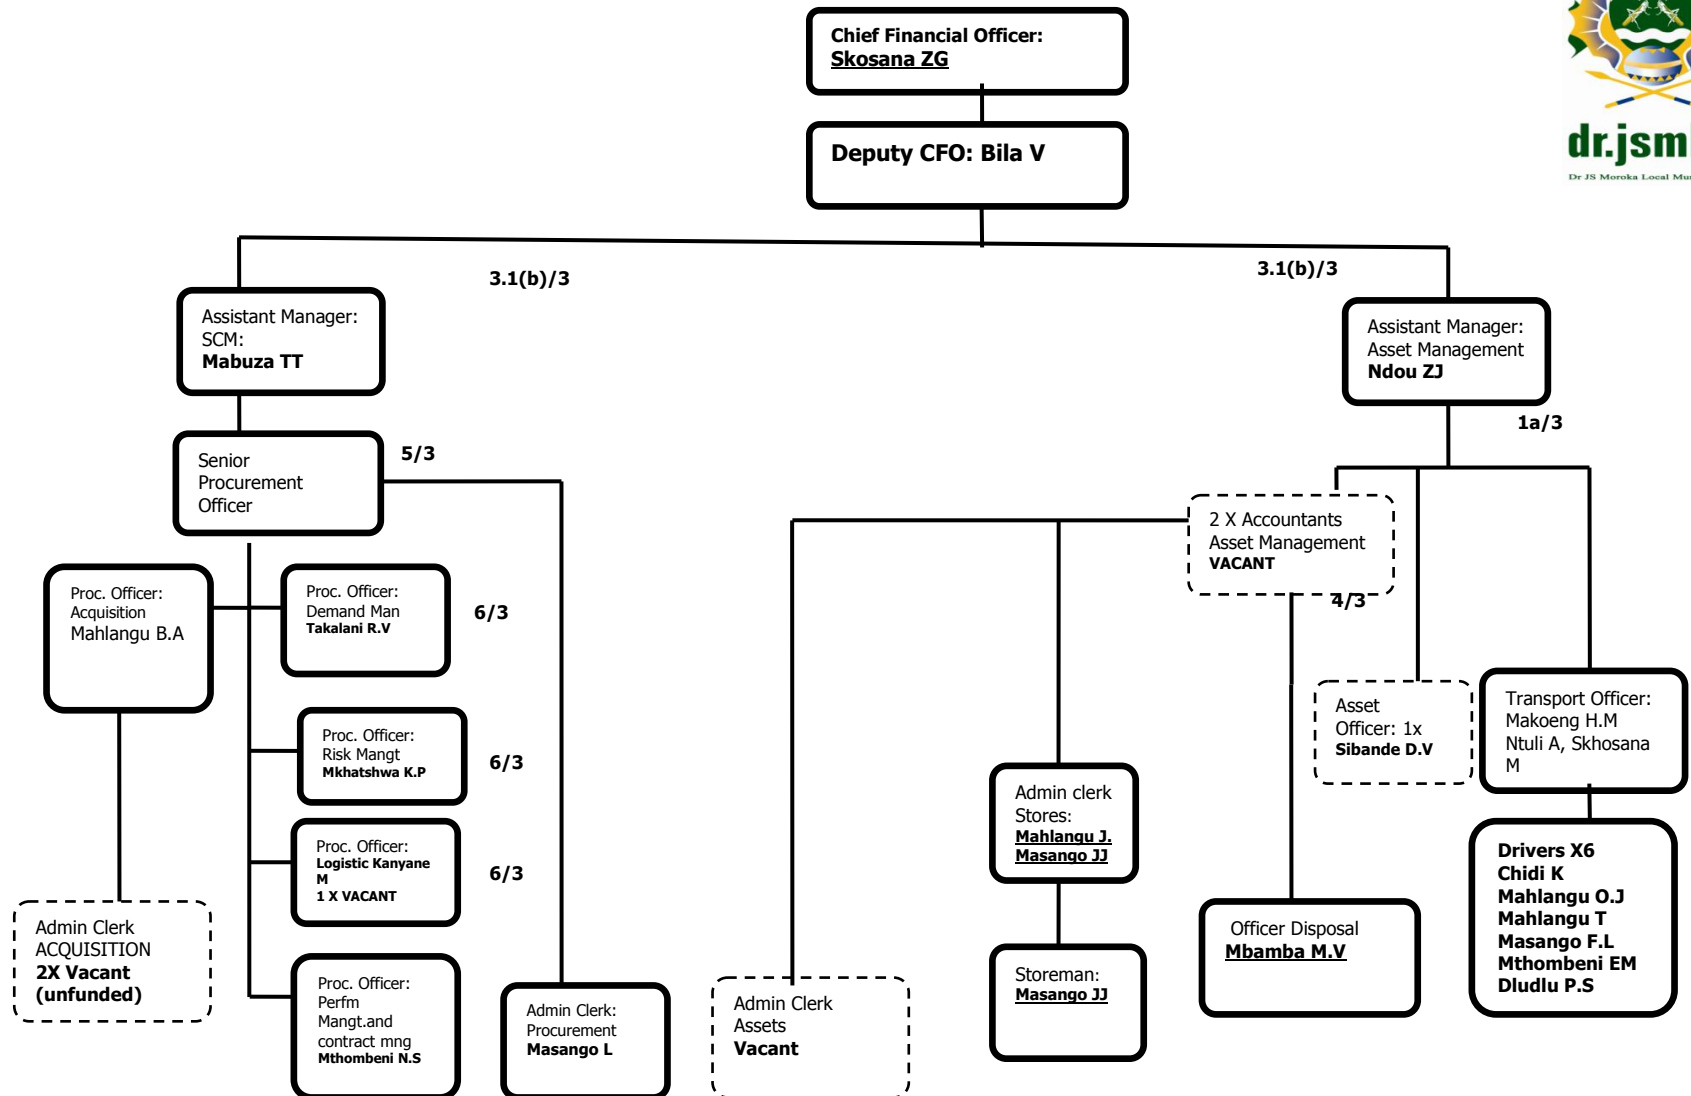 Chief Financial Officer:
Skosana ZG
dr.jsm
Dr JS Moroka Local Mu
Deputy CFO: Bila V
3.1(b)/3
3.1(b)/3
Assistant Manager:
SCM:
Mabuza TT
Assistant Manager:
Asset Management
Ndou ZJ
1a/3
Senior
Procurement
Officer
5/3
2 X Accountants
Asset Management
VACANT
4/3
Proc. Officer:
Acquisition
Mahlangu B.A
Proc. Officer:
Demand Man
Takalani R.V
6/3
Asset
Officer: 1x
Sibande D.V
Transport Officer:
Makoeng H.M
Ntuli A, Skhosana
M
Proc. Officer:
Risk Mangt
Mkhatshwa K.P
6/3
Admin clerk
Stores:
Mahlangu J.
Masango JJ
Proc. Officer:
Logistic Kanyane
M
1 X VACANT
6/3
Drivers X6
Chidi K
Mahlangu O.J
Mahlangu T
Masango F.L
Mthombeni EM
Dludlu P.S
Admin Clerk
ACQUISITION
2X Vacant
(unfunded)
Officer Disposal
Mbamba M.V
Proc. Officer:
Perfm
Mangt.and
contract mng
Mthombeni N.S
Admin Clerk:
Procurement
Masango L
Admin Clerk
Assets
Vacant
Storeman:
Masango JJ